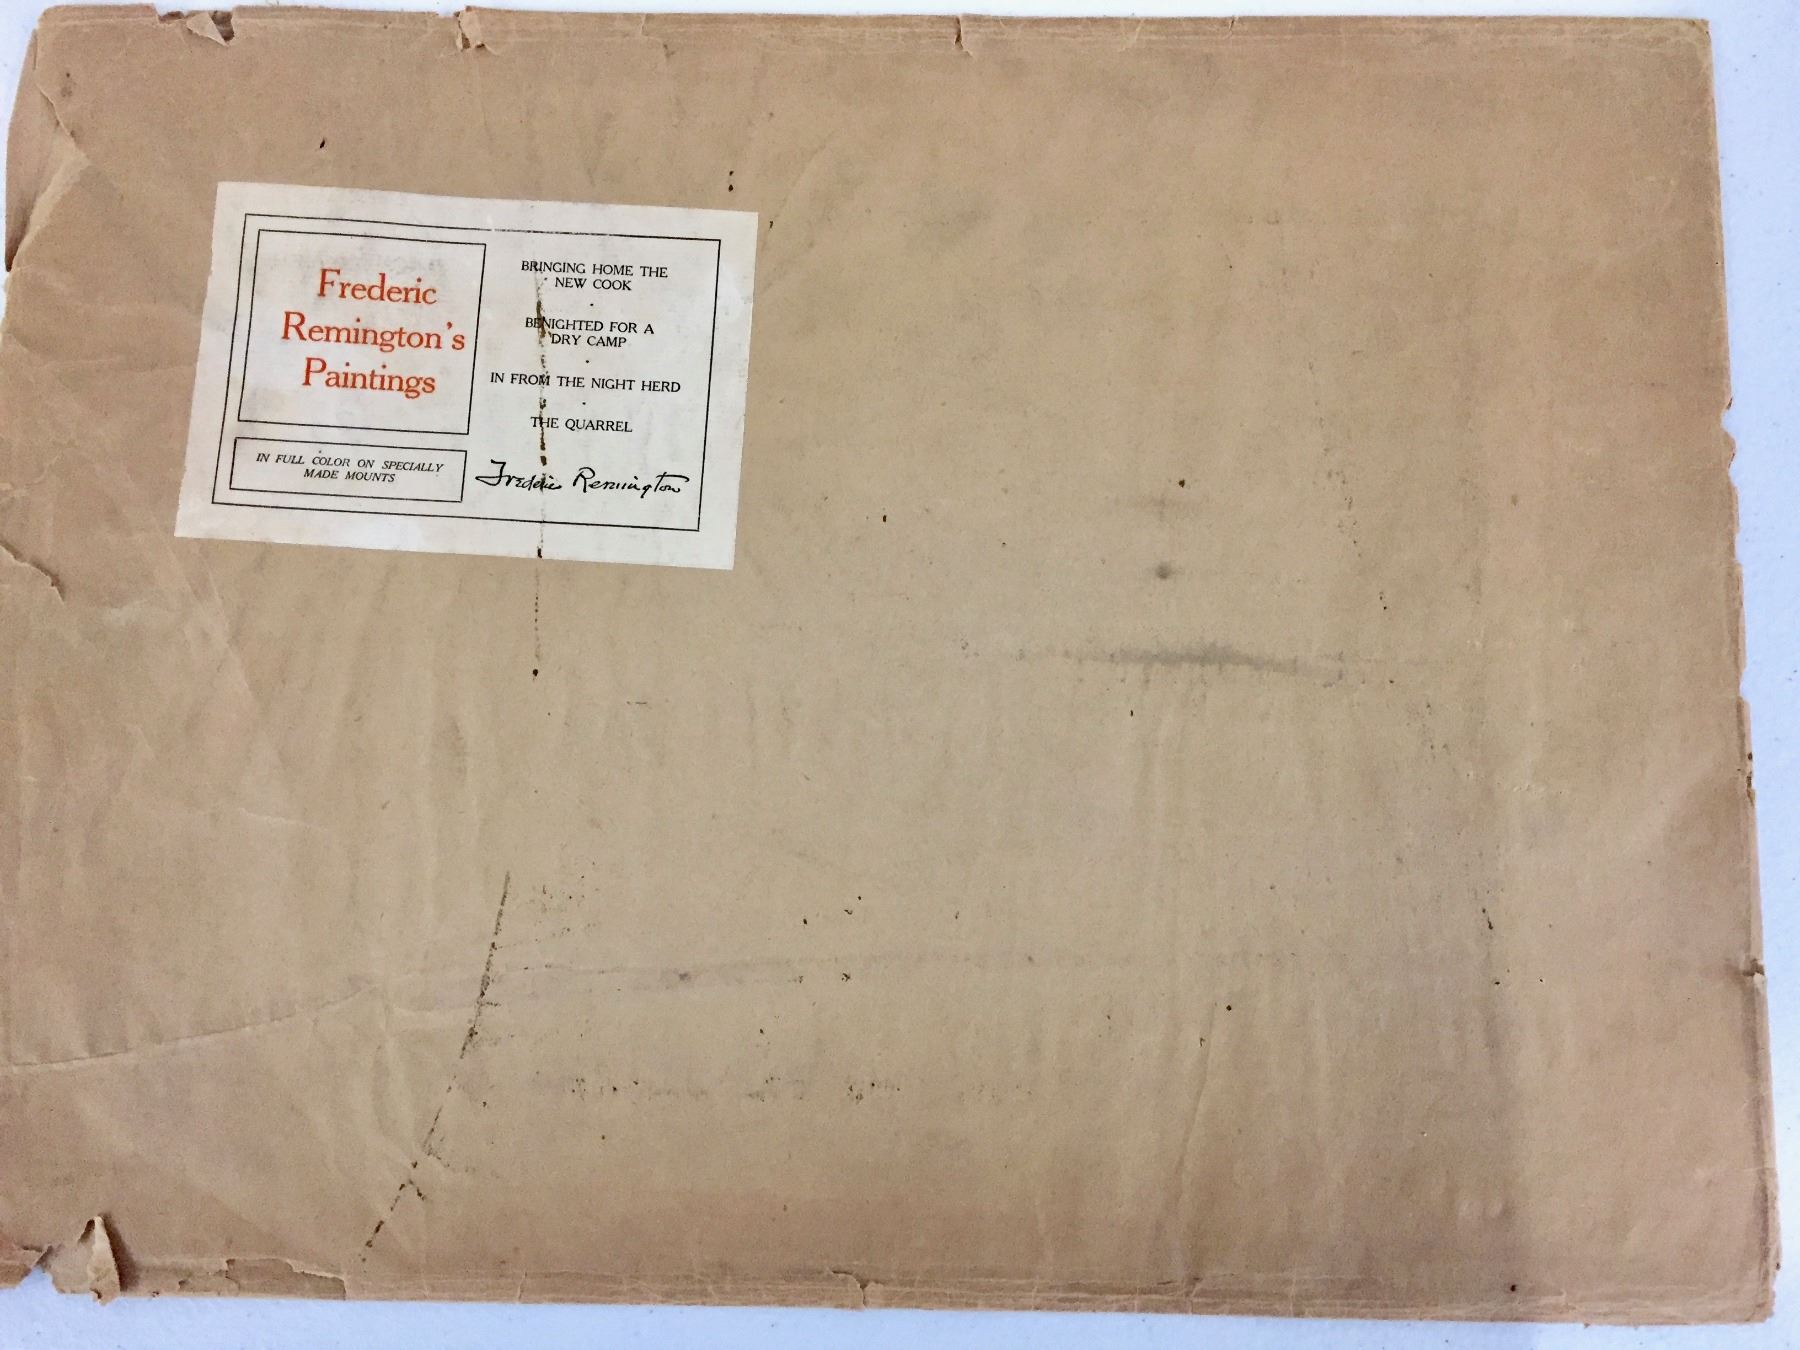 Frederic
Remington's
Paintings
IN FULL COLOR ON SPECIALLY
MADE MOUNTS
BRINGING HOME THE
NEW COOK
BENIGHTED FOR A
DRY CAMP
IN FROM THE NIGHT HERD
THE QUARREL
Frederic Remington